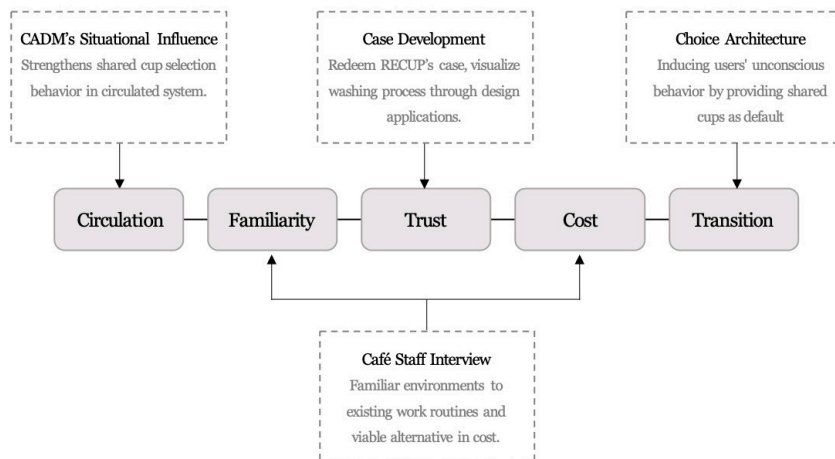 CADM's Situational Influence
Strengthens shared cup selection
behavior in circulated system.
Case Development
Redeem RECUP's case, visualize
washing process through design
applications.
Choice Architecture
Inducing users' unconscious
behavior by providing shared
cups as default
Circulation
Familiarity
Trust
Cost
Transition
Café Staff Interview
Familiar environments to
existing work routines and
viable alternative in cost.